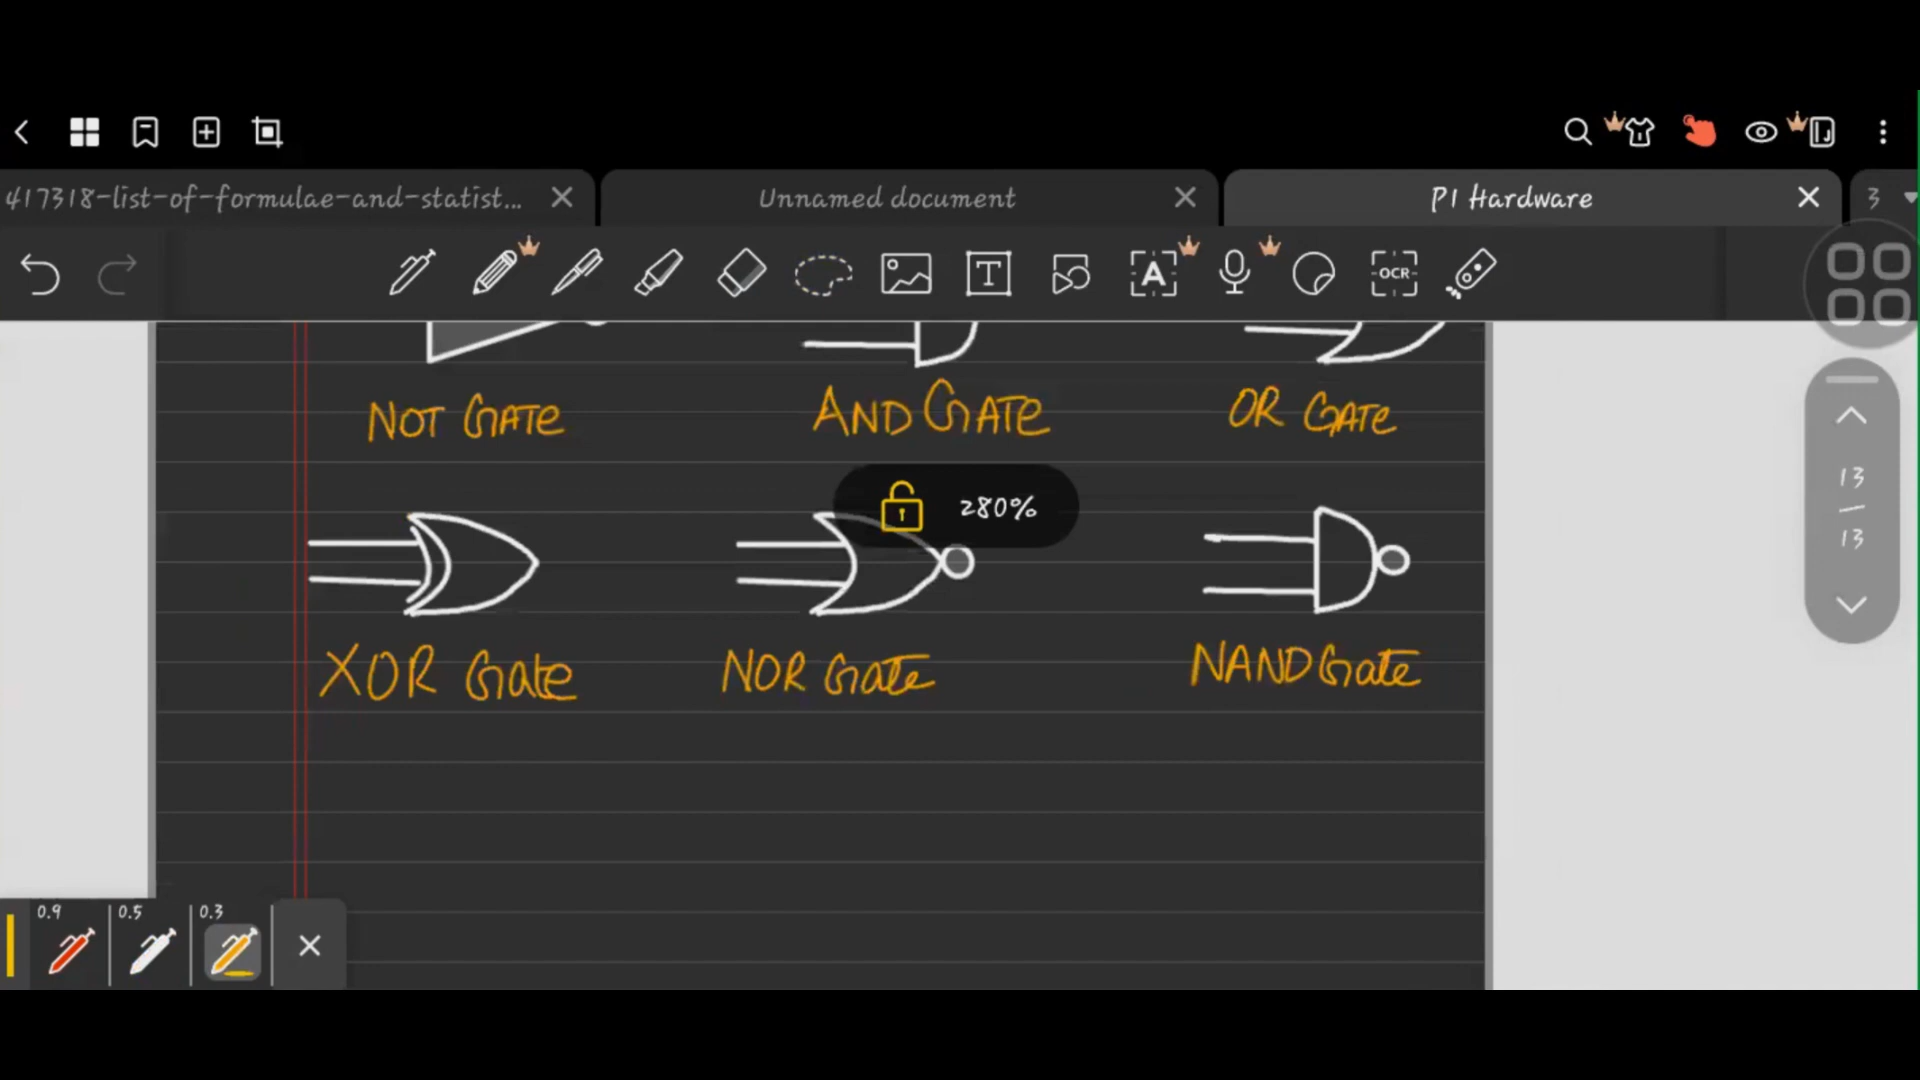 417318-list-of-formulae-and-statist...
Unnamed document
P1 Hardware
3
T
A
OCR
NOT GATE
AND GATE
OR GATE
280%
13
13
XOR Gate
NOR Gate
NAND Gate
0.9
0.5
0.3